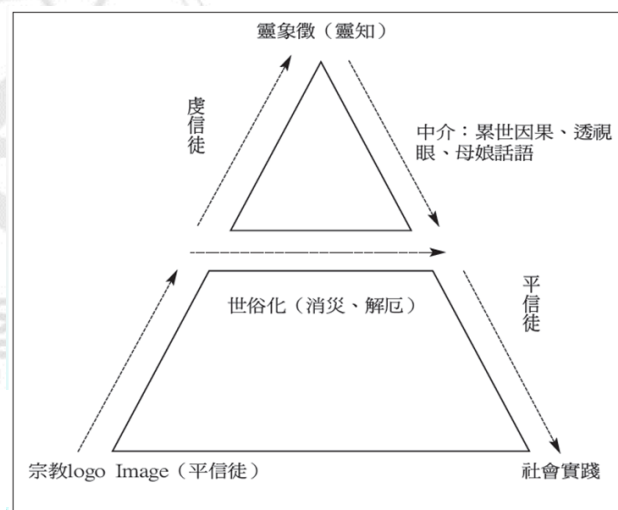 靈象徵（靈知）
虔信徒
中介：累世因果、透視
眼、母娘話語
世俗化（消災、解厄）
平信徒
宗教logo Image（平信徒）
社會實踐